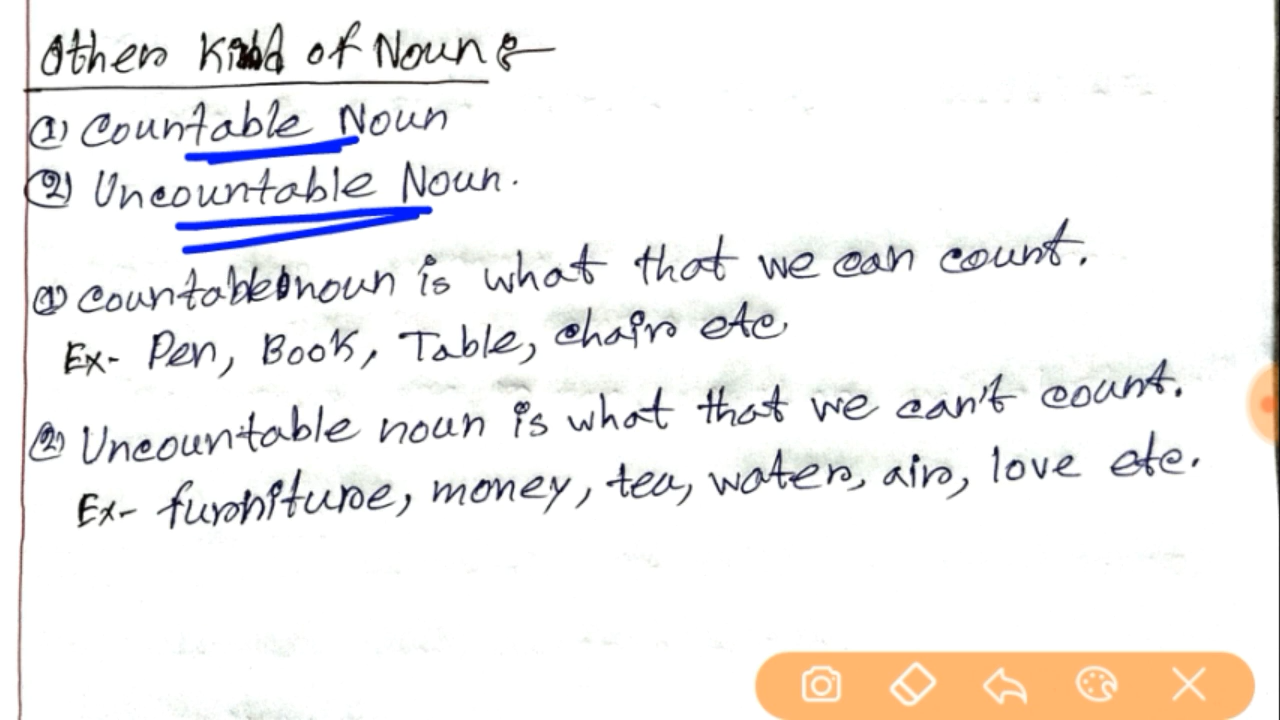 Others Kind of Noun :-
① Countable Noun
② Uncountable Noun.
① Countable noun is what that we can count.
Ex- Pen, Book, Table, chair etc
② Uncountable noun is what that we can't count.
Ex- furniture, money, tea, water, air, love etc.